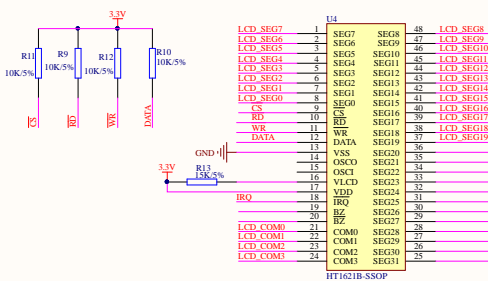 3.3V
R11
10K/5%
R9
10K/5%
R12
10K/5%
R10
10K/5%
CS
RD
WR
DATA
U4
LCD_SEG7 1 SEG7 SEG8 48 LCD_SEG8
LCD_SEG6 2 SEG6 SEG9 47 LCD_SEG9
LCD_SEG5 3 SEG5 SEG10 46 LCD_SEG10
LCD_SEG4 4 SEG4 SEG11 45 LCD_SEG11
LCD_SEG3 5 SEG3 SEG12 44 LCD_SEG12
LCD_SEG2 6 SEG2 SEG13 43 LCD_SEG13
LCD_SEG1 7 SEG1 SEG14 42 LCD_SEG14
LCD_SEG0 8 SEG0 SEG15 41 LCD_SEG15
CS 9 CS SEG16 40 LCD_SEG16
RD 10 RD SEG17 39 LCD_SEG17
WR 11 WR SEG18 38 LCD_SEG18
DATA 12 DATA SEG19 37 LCD_SEG19
GND 13 VSS SEG20 36
14 OSCO SEG21 35
15 OSCI SEG22 34
3.3V
R13
15K/5%
16 VLCD SEG23 33
17 VDD SEG24 32
IRQ 18 IRQ SEG25 31
19 BZ SEG26 30
20 BZ SEG27 29
LCD_COM0 21 COM0 SEG28 28
LCD_COM1 22 COM1 SEG29 27
LCD_COM2 23 COM2 SEG30 26
LCD_COM3 24 COM3 SEG31 25
HT1621B-SSOP